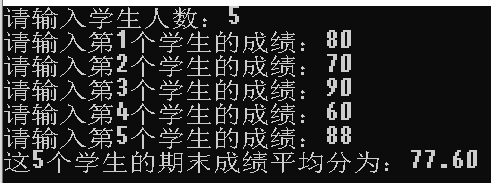 请输入学生人数：5
请输入第1个学生的成绩：80
请输入第2个学生的成绩：70
请输入第3个学生的成绩：90
请输入第4个学生的成绩：60
请输入第5个学生的成绩：88
这5个学生的期末成绩平均分为：77.60